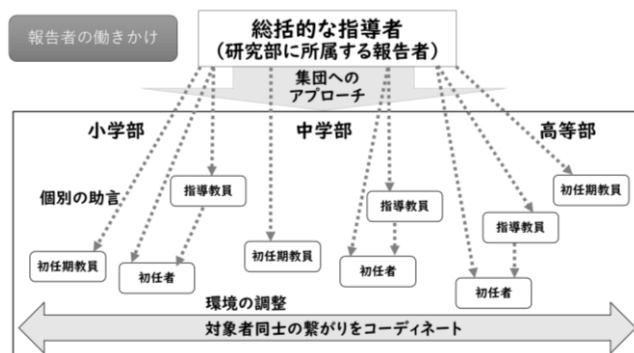 報告者の働きかけ
総括的な指導者
(研究部に所属する報告者)
集団への
アプローチ
小学部
中学部
高等部
個別の助言
指導教員
初任期教員
初任者
初任期教員
指導教員
初任者
初任期教員
指導教員
初任者
環境の調整
対象者同士の繋がりをコーディネート